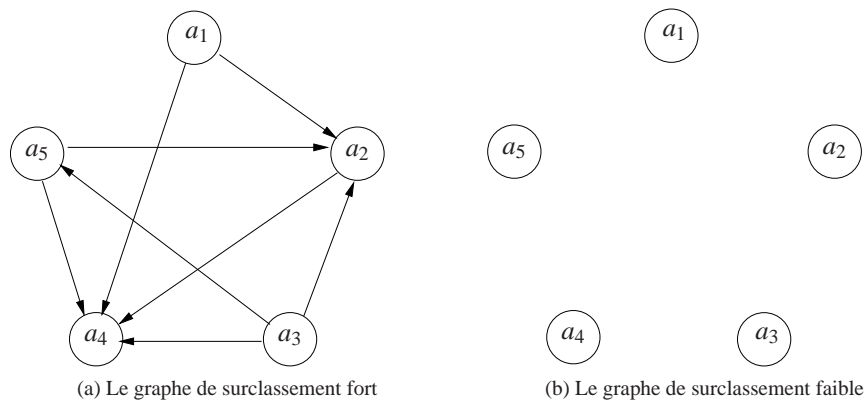 a1
a5
a2
a4
a3
(a) Le graphe de surclassement fort
a1
a5
a2
a4
a3
(b) Le graphe de surclassement faible